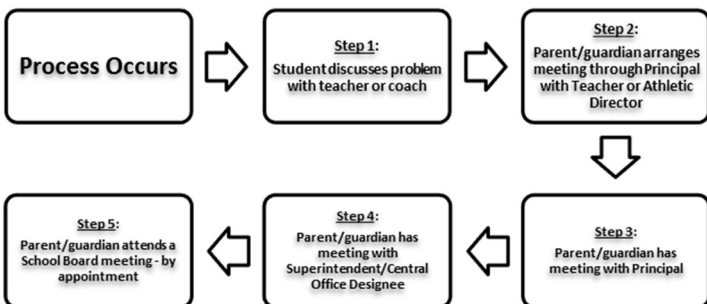 Process Occurs
Step 1:
Student discusses problem
with teacher or coach
Step 2:
Parent/guardian arranges
meeting through Principal
with Teacher or Athletic
Director
Step 3:
Parent/guardian has
meeting with Principal
Step 4:
Parent/guardian has
meeting with
Superintendent/Central
Office Designee
Step 5:
Parent/guardian attends a
School Board meeting - by
appointment